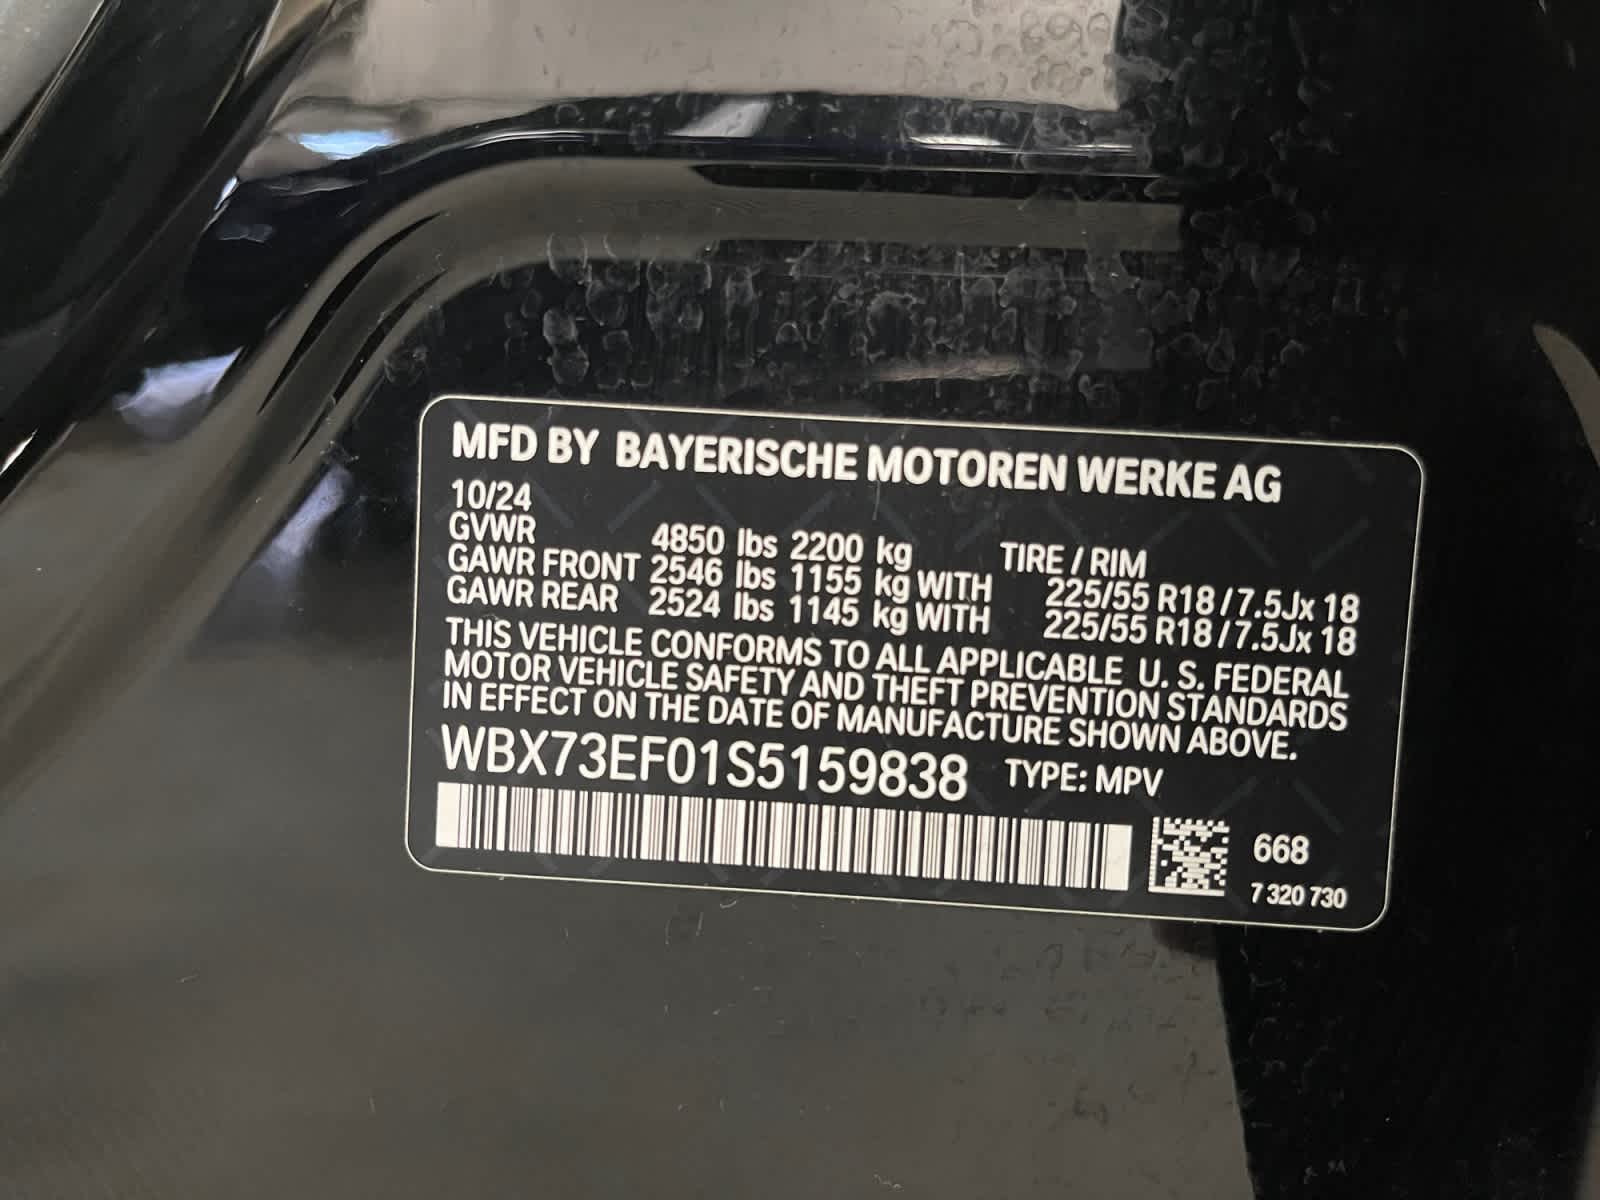 MFD BY BAYERISCHE MOTOREN WERKE AG
10/24
GVWR 4850 lbs 2200 kg TIRE / RIM
GAWR FRONT 2546 lbs 1155 kg WITH 225/55 R18 / 7.5Jx 18
GAWR REAR 2524 lbs 1145 kg WITH 225/55 R18 / 7.5Jx 18
THIS VEHICLE CONFORMS TO ALL APPLICABLE U. S. FEDERAL
MOTOR VEHICLE SAFETY AND THEFT PREVENTION STANDARDS
IN EFFECT ON THE DATE OF MANUFACTURE SHOWN ABOVE.
WBX73EF01S5159838 TYPE: MPV
668
7 320 730